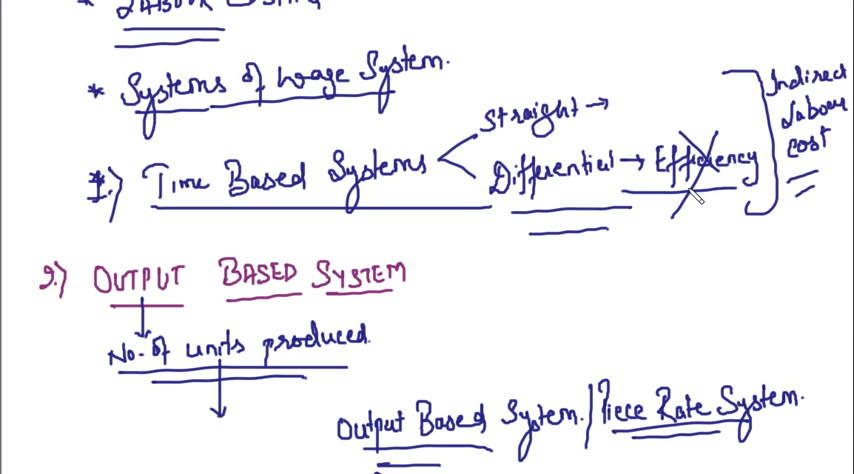 * LABOUR
* Systems of Wage System.
Straight →
1.) Time Based Systems
Differential → Efficiency
Indirect
Labour
cost
2.) OUTPUT BASED SYSTEM
No. of units produced.
Output Based System. / Piece Rate System.